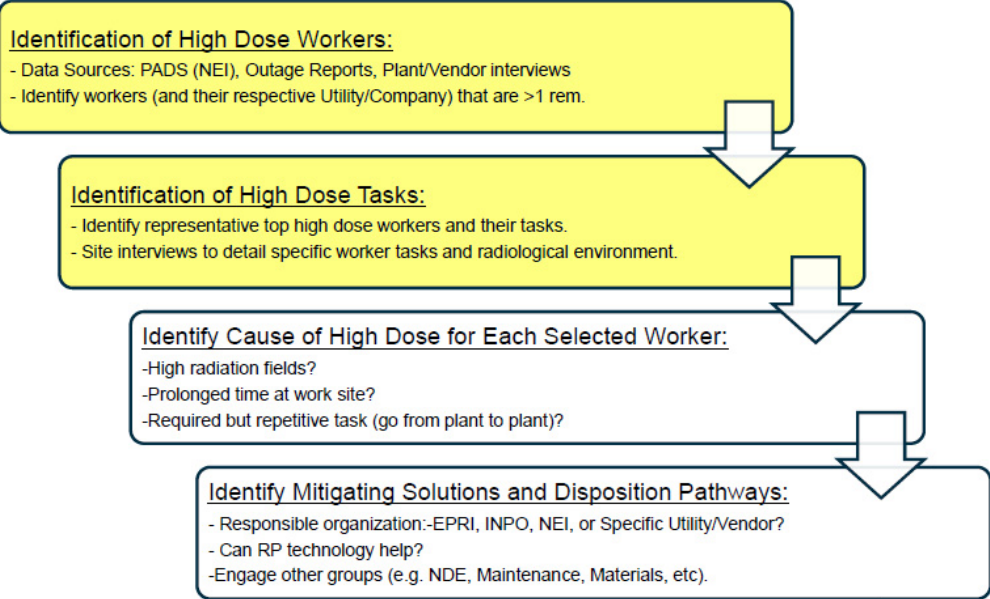 Identification of High Dose Workers:
- Data Sources: PADS (NEI), Outage Reports, Plant/Vendor interviews
- Identify workers (and their respective Utility/Company) that are >1 rem.
Identification of High Dose Tasks:
- Identify representative top high dose workers and their tasks.
- Site interviews to detail specific worker tasks and radiological environment.
Identify Cause of High Dose for Each Selected Worker:
-High radiation fields?
-Prolonged time at work site?
-Required but repetitive task (go from plant to plant)?
Identify Mitigating Solutions and Disposition Pathways:
- Responsible organization:-EPRI, INPO, NEI, or Specific Utility/Vendor?
- Can RP technology help?
-Engage other groups (e.g. NDE, Maintenance, Materials, etc).